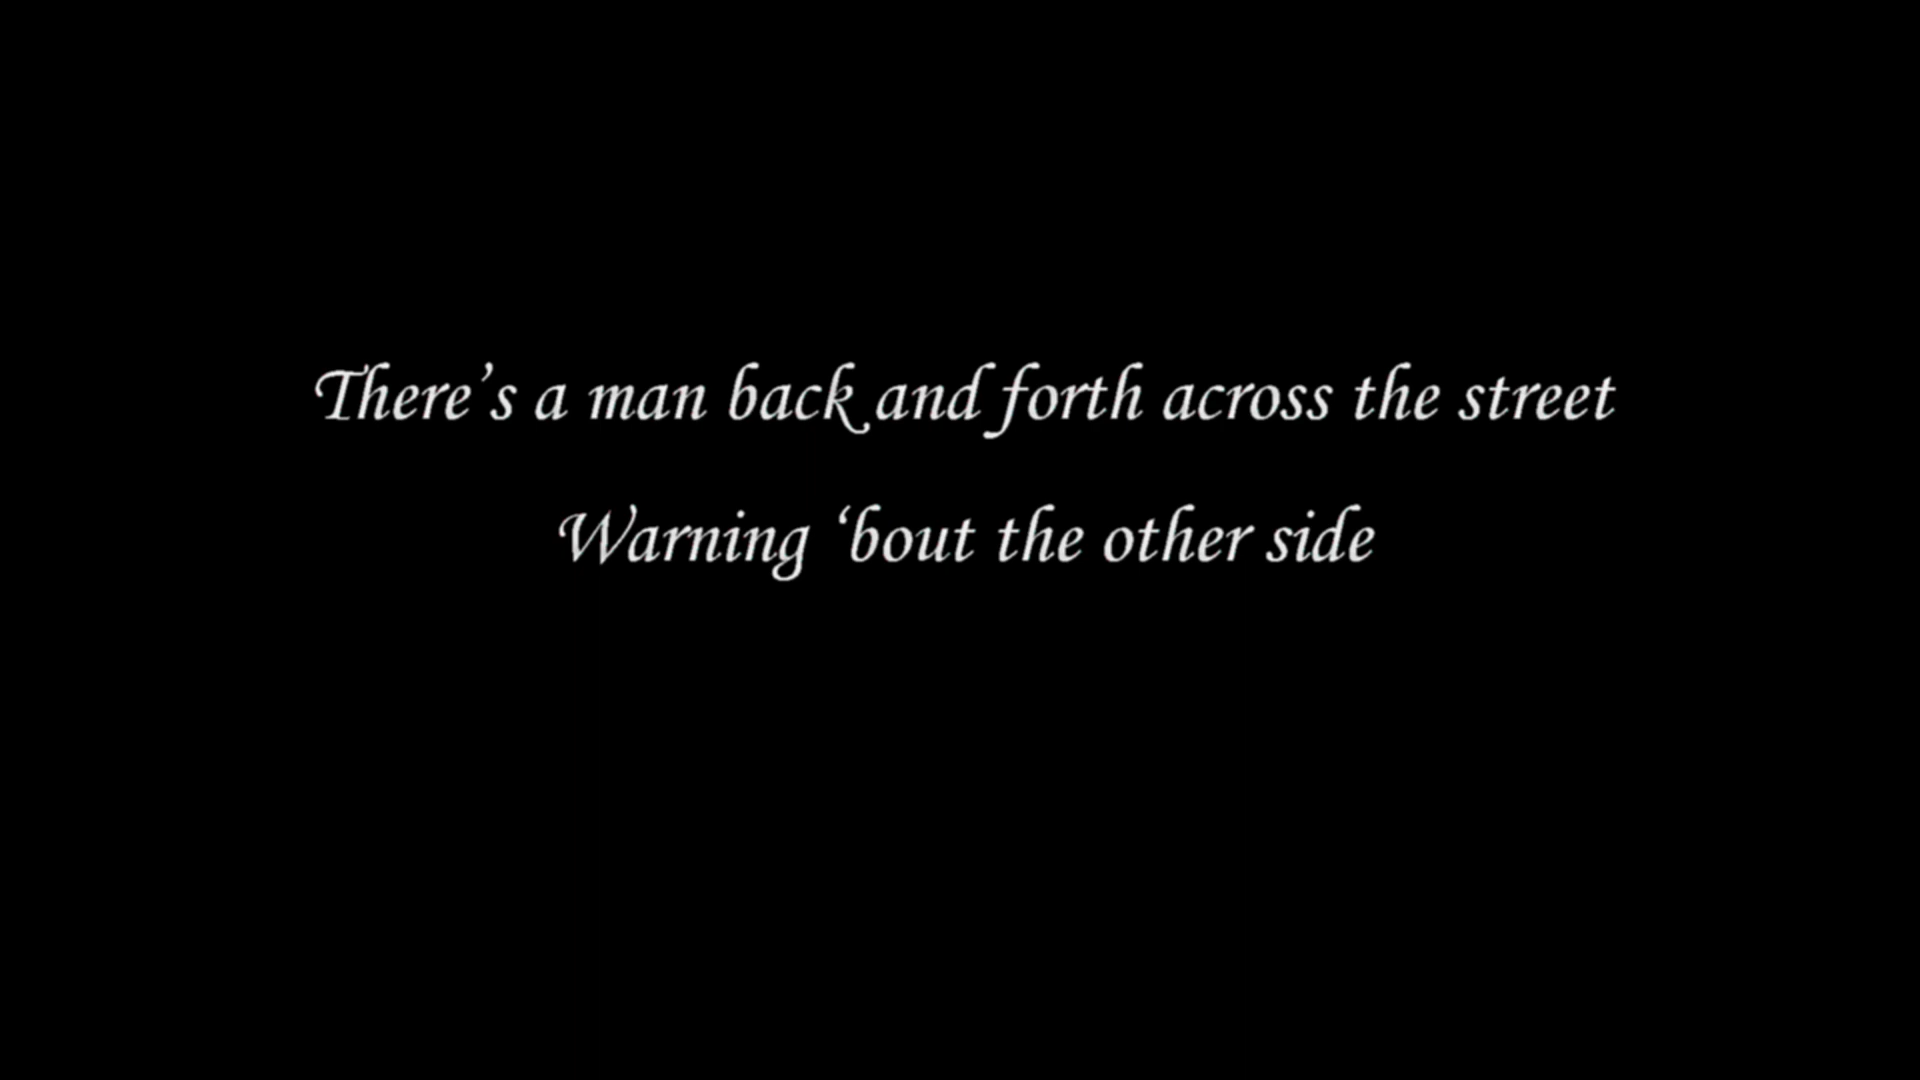 There’s a man back and forth across the street
Warning ‘bout the other side